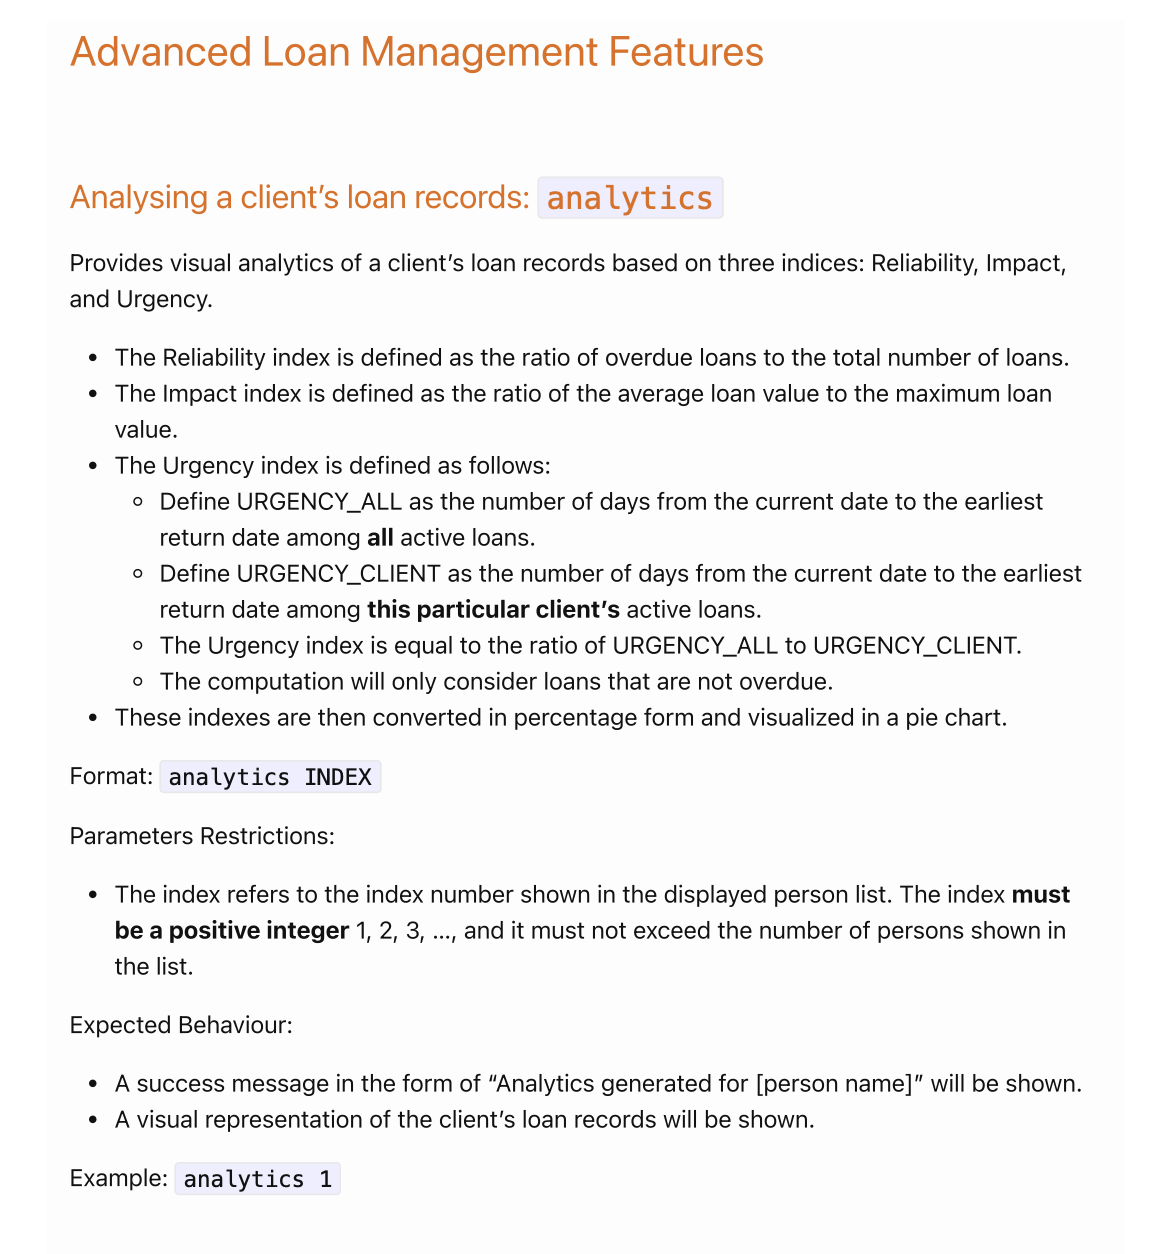 Advanced Loan Management Features
Analysing a client’s loan records: analytics
Provides visual analytics of a client’s loan records based on three indices: Reliability, Impact,
and Urgency.
• The Reliability index is defined as the ratio of overdue loans to the total number of loans.
• The Impact index is defined as the ratio of the average loan value to the maximum loan
value.
• The Urgency index is defined as follows:
◦ Define URGENCY_ALL as the number of days from the current date to the earliest
return date among all active loans.
◦ Define URGENCY_CLIENT as the number of days from the current date to the earliest
return date among this particular client’s active loans.
◦ The Urgency index is equal to the ratio of URGENCY_ALL to URGENCY_CLIENT.
◦ The computation will only consider loans that are not overdue.
• These indexes are then converted in percentage form and visualized in a pie chart.
Format: analytics INDEX
Parameters Restrictions:
• The index refers to the index number shown in the displayed person list. The index must
be a positive integer 1, 2, 3, …, and it must not exceed the number of persons shown in
the list.
Expected Behaviour:
• A success message in the form of “Analytics generated for [person name]” will be shown.
• A visual representation of the client’s loan records will be shown.
Example: analytics 1